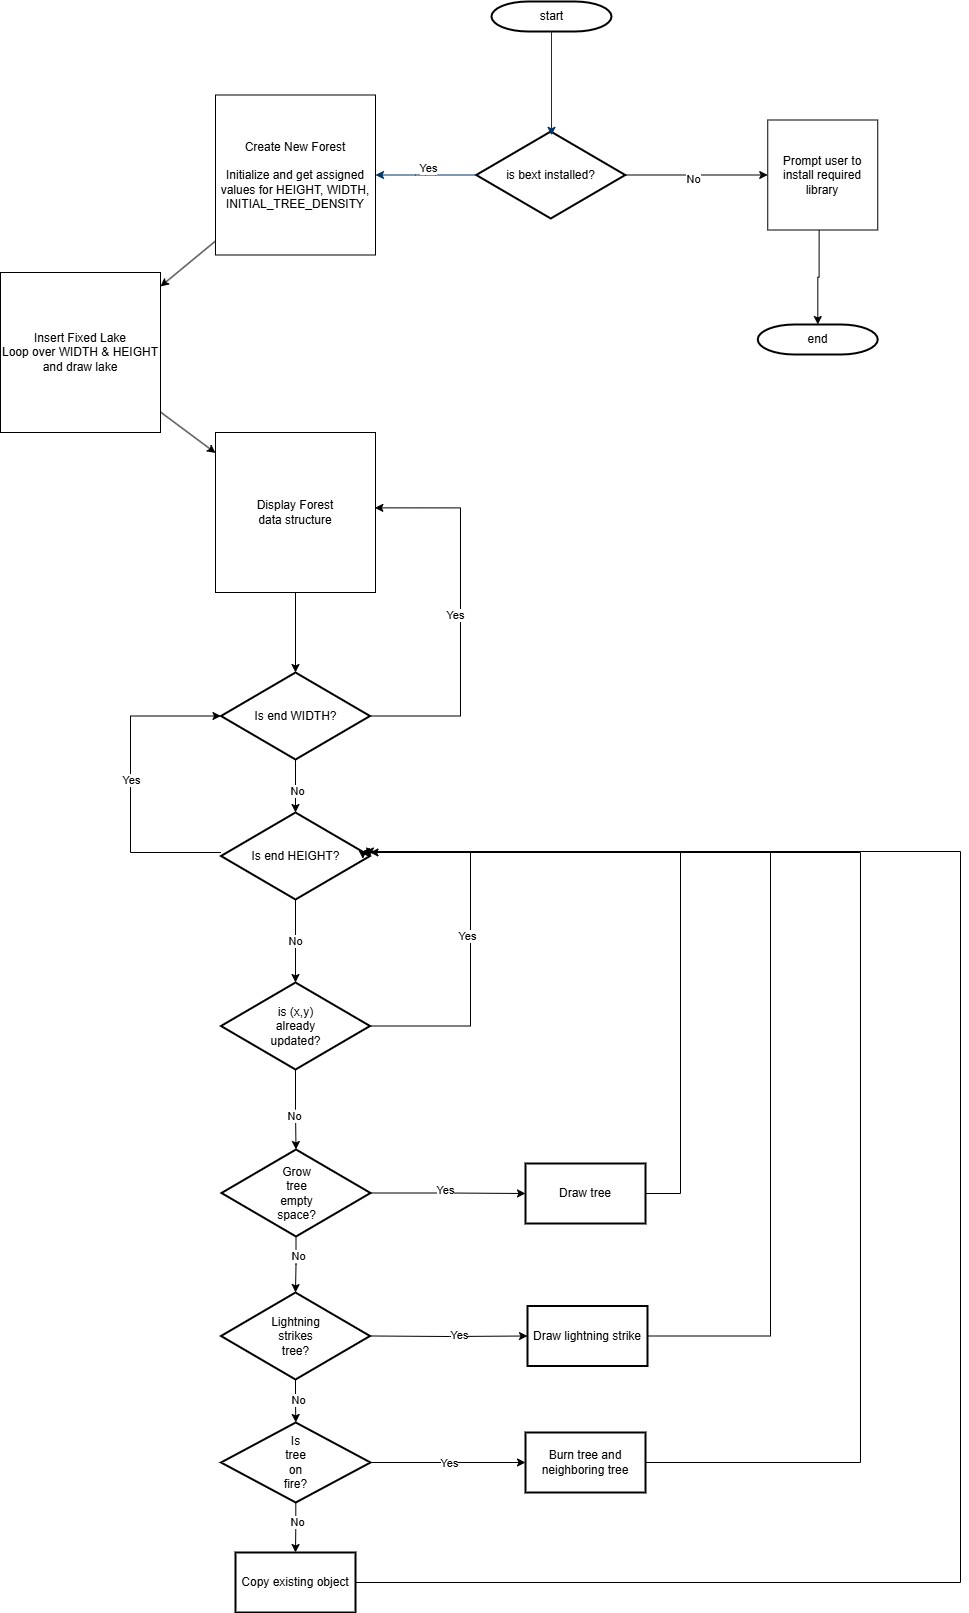 start
is bext installed?
Yes
No
Create New Forest
Initialize and get assigned
values for HEIGHT, WIDTH,
INITIAL_TREE_DENSITY
Prompt user to
install required
library
end
Insert Fixed Lake
Loop over WIDTH & HEIGHT
and draw lake
Display Forest
data structure
Yes
Is end WIDTH?
Yes
No
Is end HEIGHT?
No
Yes
is (x,y)
already
updated?
No
Grow
tree
empty
space?
Yes
Draw tree
No
Lightning
strikes
tree?
Yes
Draw lightning strike
No
Is
tree
on
fire?
Yes
Burn tree and
neighboring tree
No
Copy existing object